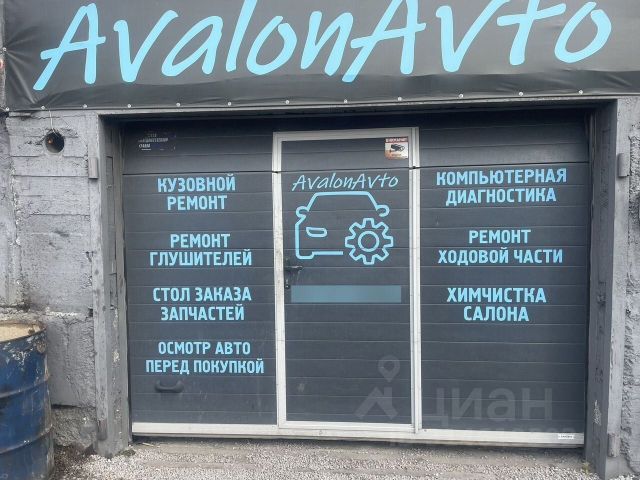 AvalonAvto
AvalonAvto
КУЗОВНОЙ
РЕМОНТ
РЕМОНТ
ГЛУШИТЕЛЕЙ
СТОЛ ЗАКАЗА
ЗАПЧАСТЕЙ
ОСМОТР АВТО
ПЕРЕД ПОКУПКОЙ
КОМПЬЮТЕРНАЯ
ДИАГНОСТИКА
РЕМОНТ
ХОДОВОЙ ЧАСТИ
ХИМЧИСТКА
САЛОНА
циан